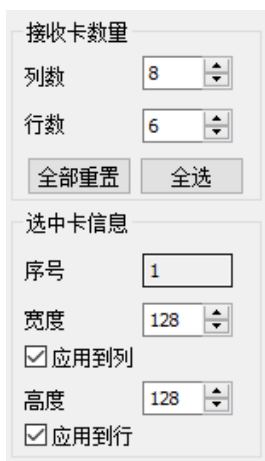 接收卡数量
列数 8
行数 6
全部重置 全选
选中卡信息
序号 1
宽度 128
应用到列
高度 128
应用到行